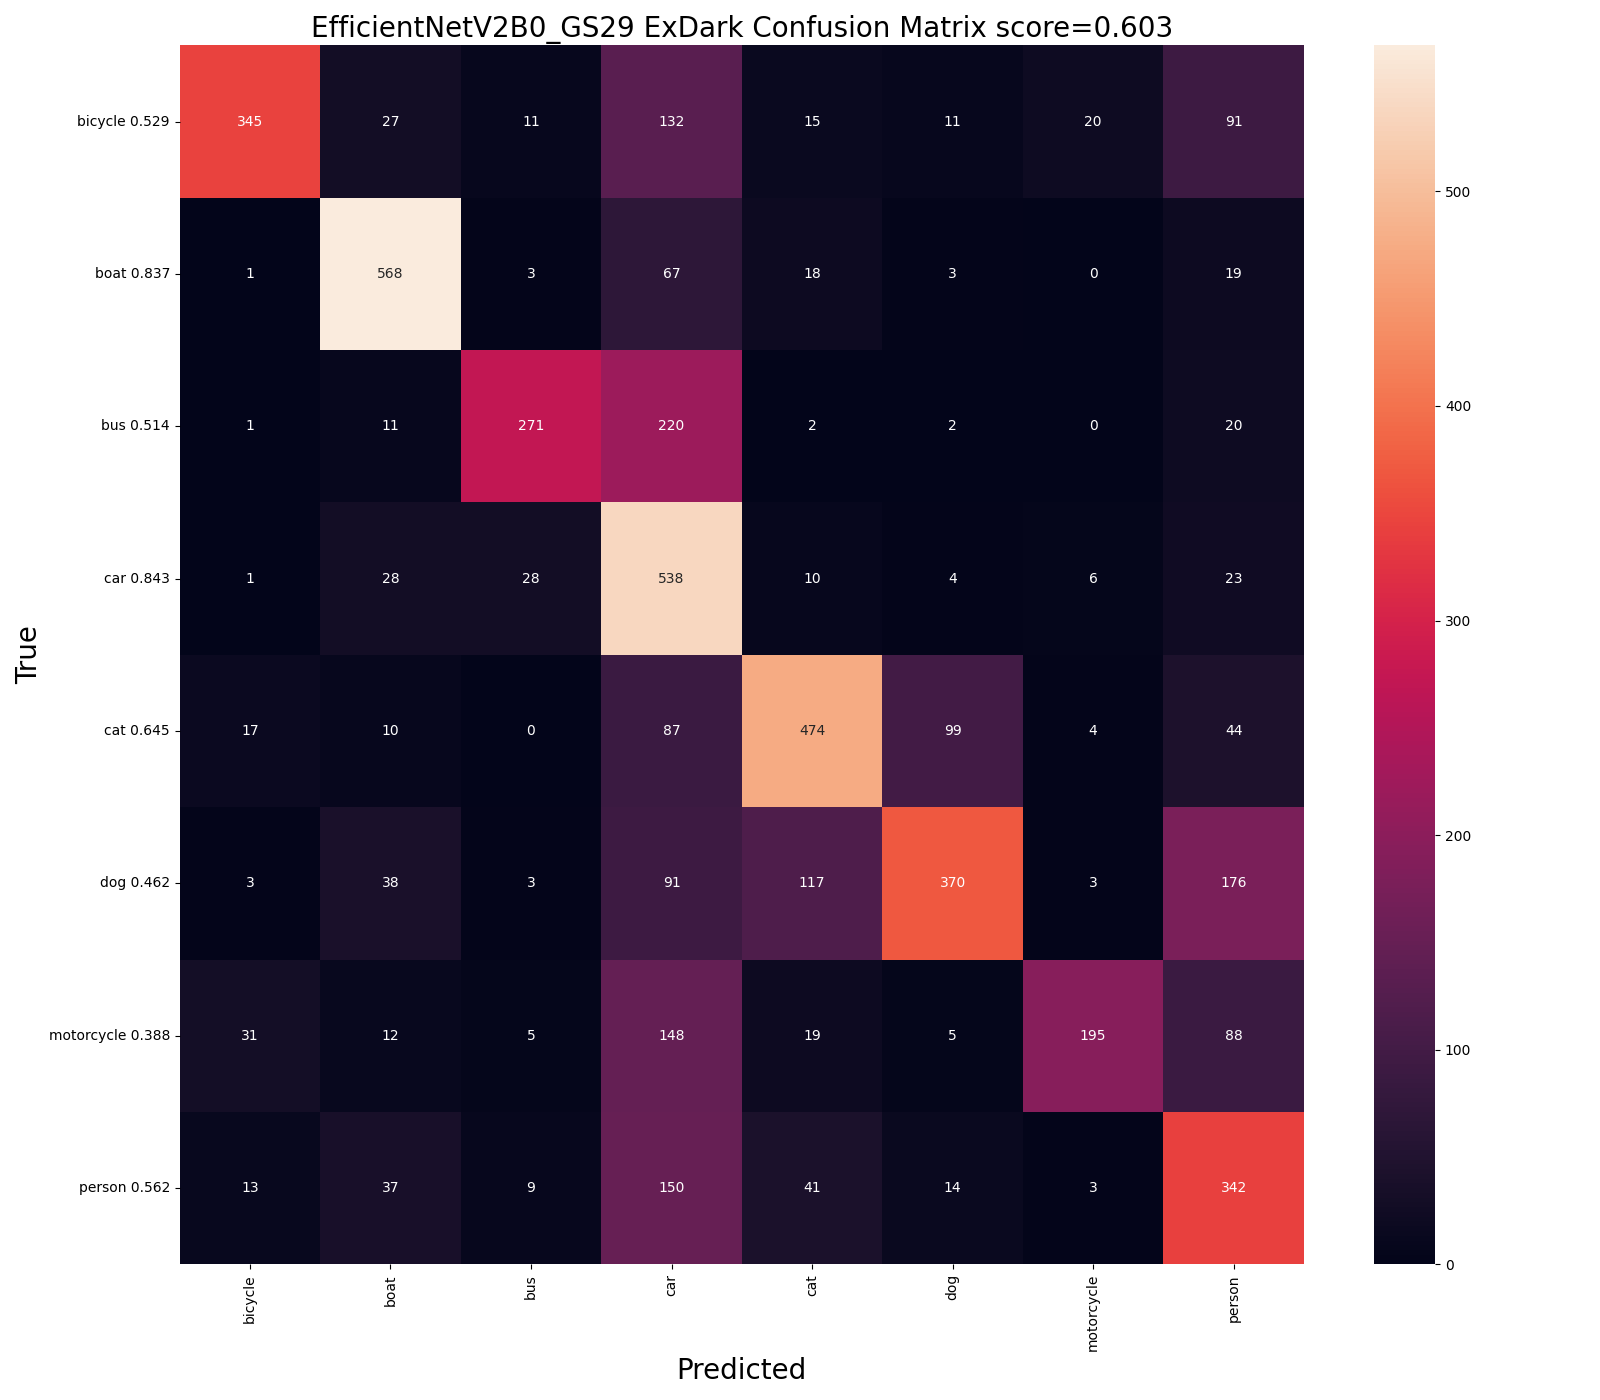 EfficientNetV2B0_GS29 ExDark Confusion Matrix score=0.603
bicycle 0.529 345 27 11 132 15 11 20 91
boat 0.837 1 568 3 67 18 3 0 19
bus 0.514 1 11 271 220 2 2 0 20
car 0.843 1 28 28 538 10 4 6 23
cat 0.645 17 10 0 87 474 99 4 44
dog 0.462 3 38 3 91 117 370 3 176
motorcycle 0.388 31 12 5 148 19 5 195 88
person 0.562 13 37 9 150 41 14 3 342
bicycle boat bus car cat dog motorcycle person
Predicted
True
500
400
300
200
100
0